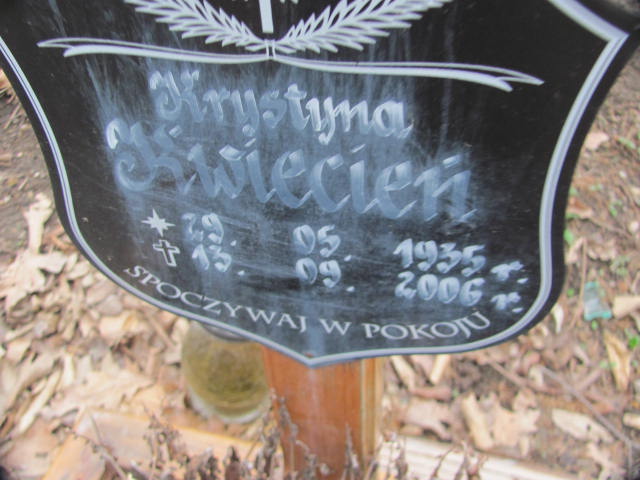 Krystyna
Kwiecień
29. 05. 1935 r.
13. 09. 2006 r.
SPOCZYWAJ W POKOJU